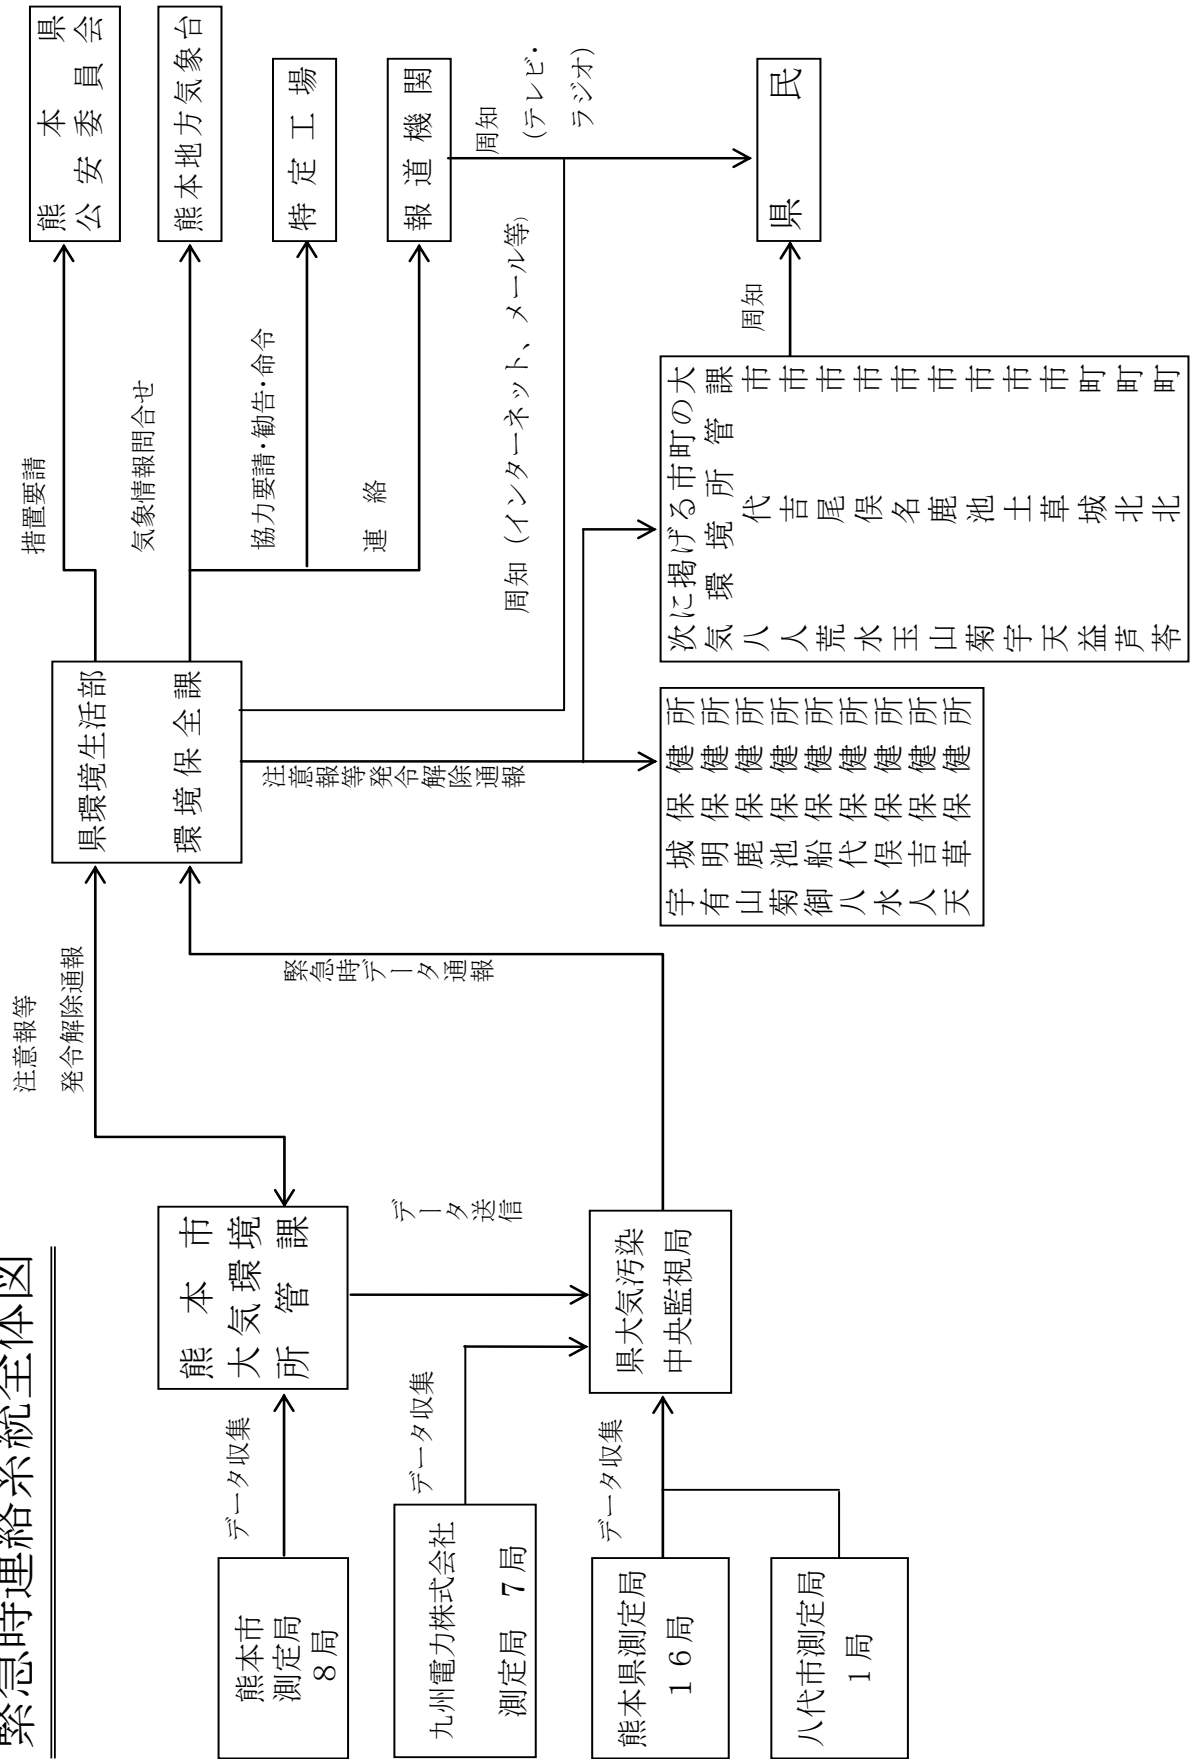 緊急時連絡系統全体図
熊本市
測定局
8局
九州電力株式会社
測定局　7局
熊本県測定局
16局
八代市測定局
1局
データ収集
データ収集
データ収集
熊本市
大気環境
所管課
データ送信
県大気汚染
中央監視局
注意報等
発令解除通報
緊急時データ通報
県環境生活部
環境保全課
注意報等発令解除通報
宇城保健所
有明保健所
山鹿保健所
菊池保健所
御船保健所
八代保健所
水俣保健所
人吉保健所
天草保健所
措置要請
気象情報問合せ
協力要請・勧告・命令
連絡
周知（インターネット、メール等）
次に掲げる市町の大
気環境所管課
八代市
人吉市
荒尾市
水俣市
玉名市
山鹿市
菊池市
宇土市
天草市
益城町
芦北町
苓北町
熊本県
公安委員会
熊本地方気象台
特定工場
報道機関
周知
(テレビ・
ラジオ)
周知
県民